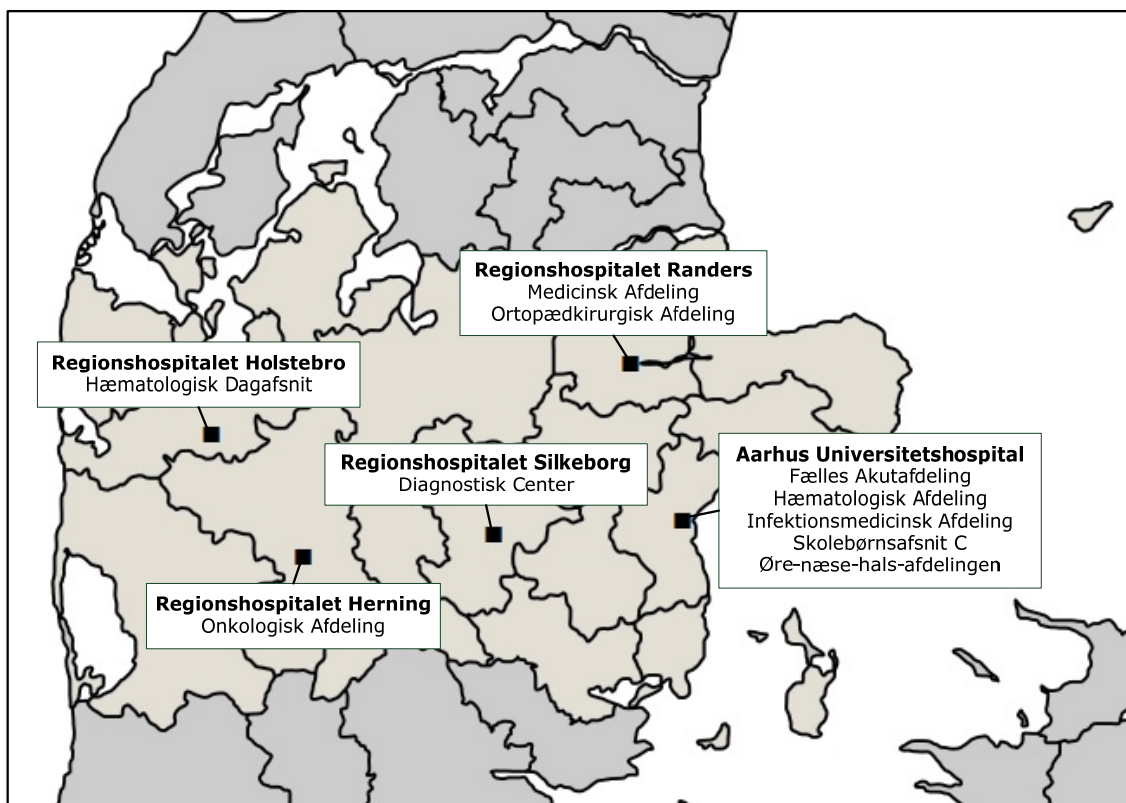 Regionshospitalet Randers
Medicinsk Afdeling
Ortopædkirurgisk Afdeling
Regionshospitalet Holstebro
Hæmatologisk Dagafsnit
Regionshospitalet Silkeborg
Diagnostisk Center
Aarhus Universitetshospital
Fælles Akutafdeling
Hæmatologisk Afdeling
Infektionsmedicinsk Afdeling
Skolebørnsafsnit C
Øre-næse-hals-afdelingen
Regionshospitalet Herning
Onkologisk Afdeling